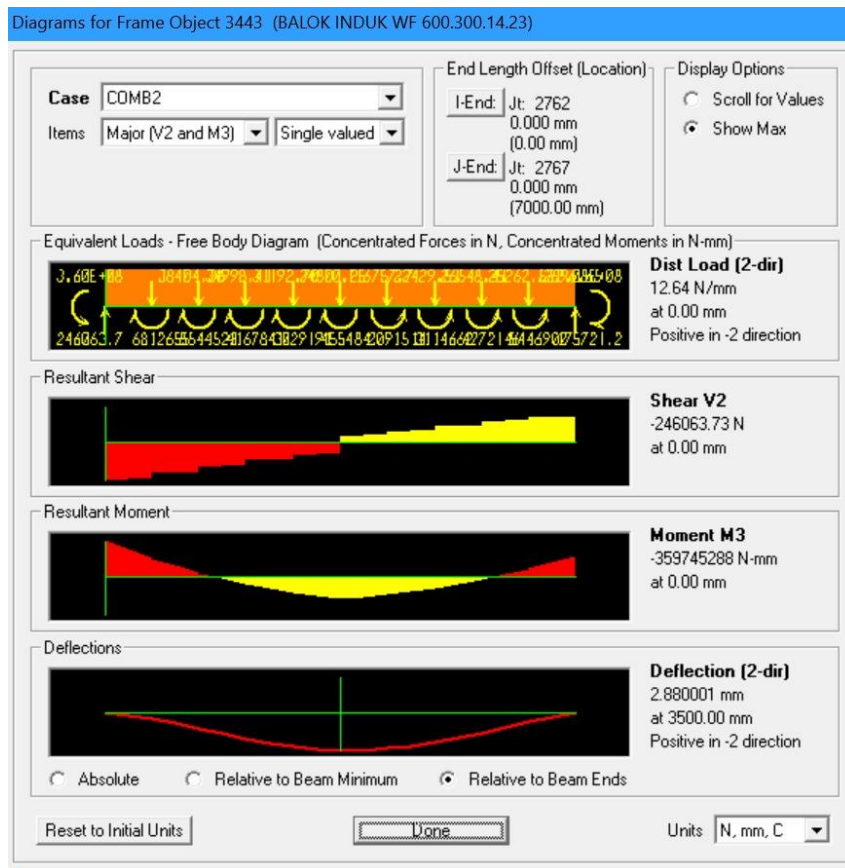 Diagrams for Frame Object 3443 (BALOK INDUK WF 600.300.14.23)
Case COMB2
Items Major (V2 and M3) Single valued
End Length Offset (Location)
I-End: Jt: 2762
0.000 mm
(0.00 mm)
J-End: Jt: 2767
0.000 mm
(7000.00 mm)
Display Options
Scroll for Values
Show Max
Equivalent Loads - Free Body Diagram (Concentrated Forces in N, Concentrated Moments in N-mm)
3.60E+08
246063.7
Dist Load (2-dir)
12.64 N/mm
at 0.00 mm
Positive in -2 direction
Resultant Shear
Shear V2
-246063.73 N
at 0.00 mm
Resultant Moment
Moment M3
-359745288 N-mm
at 0.00 mm
Deflections
Deflection (2-dir)
2.880001 mm
at 3500.00 mm
Positive in -2 direction
Absolute Relative to Beam Minimum Relative to Beam Ends
Reset to Initial Units Done Units N, mm, C